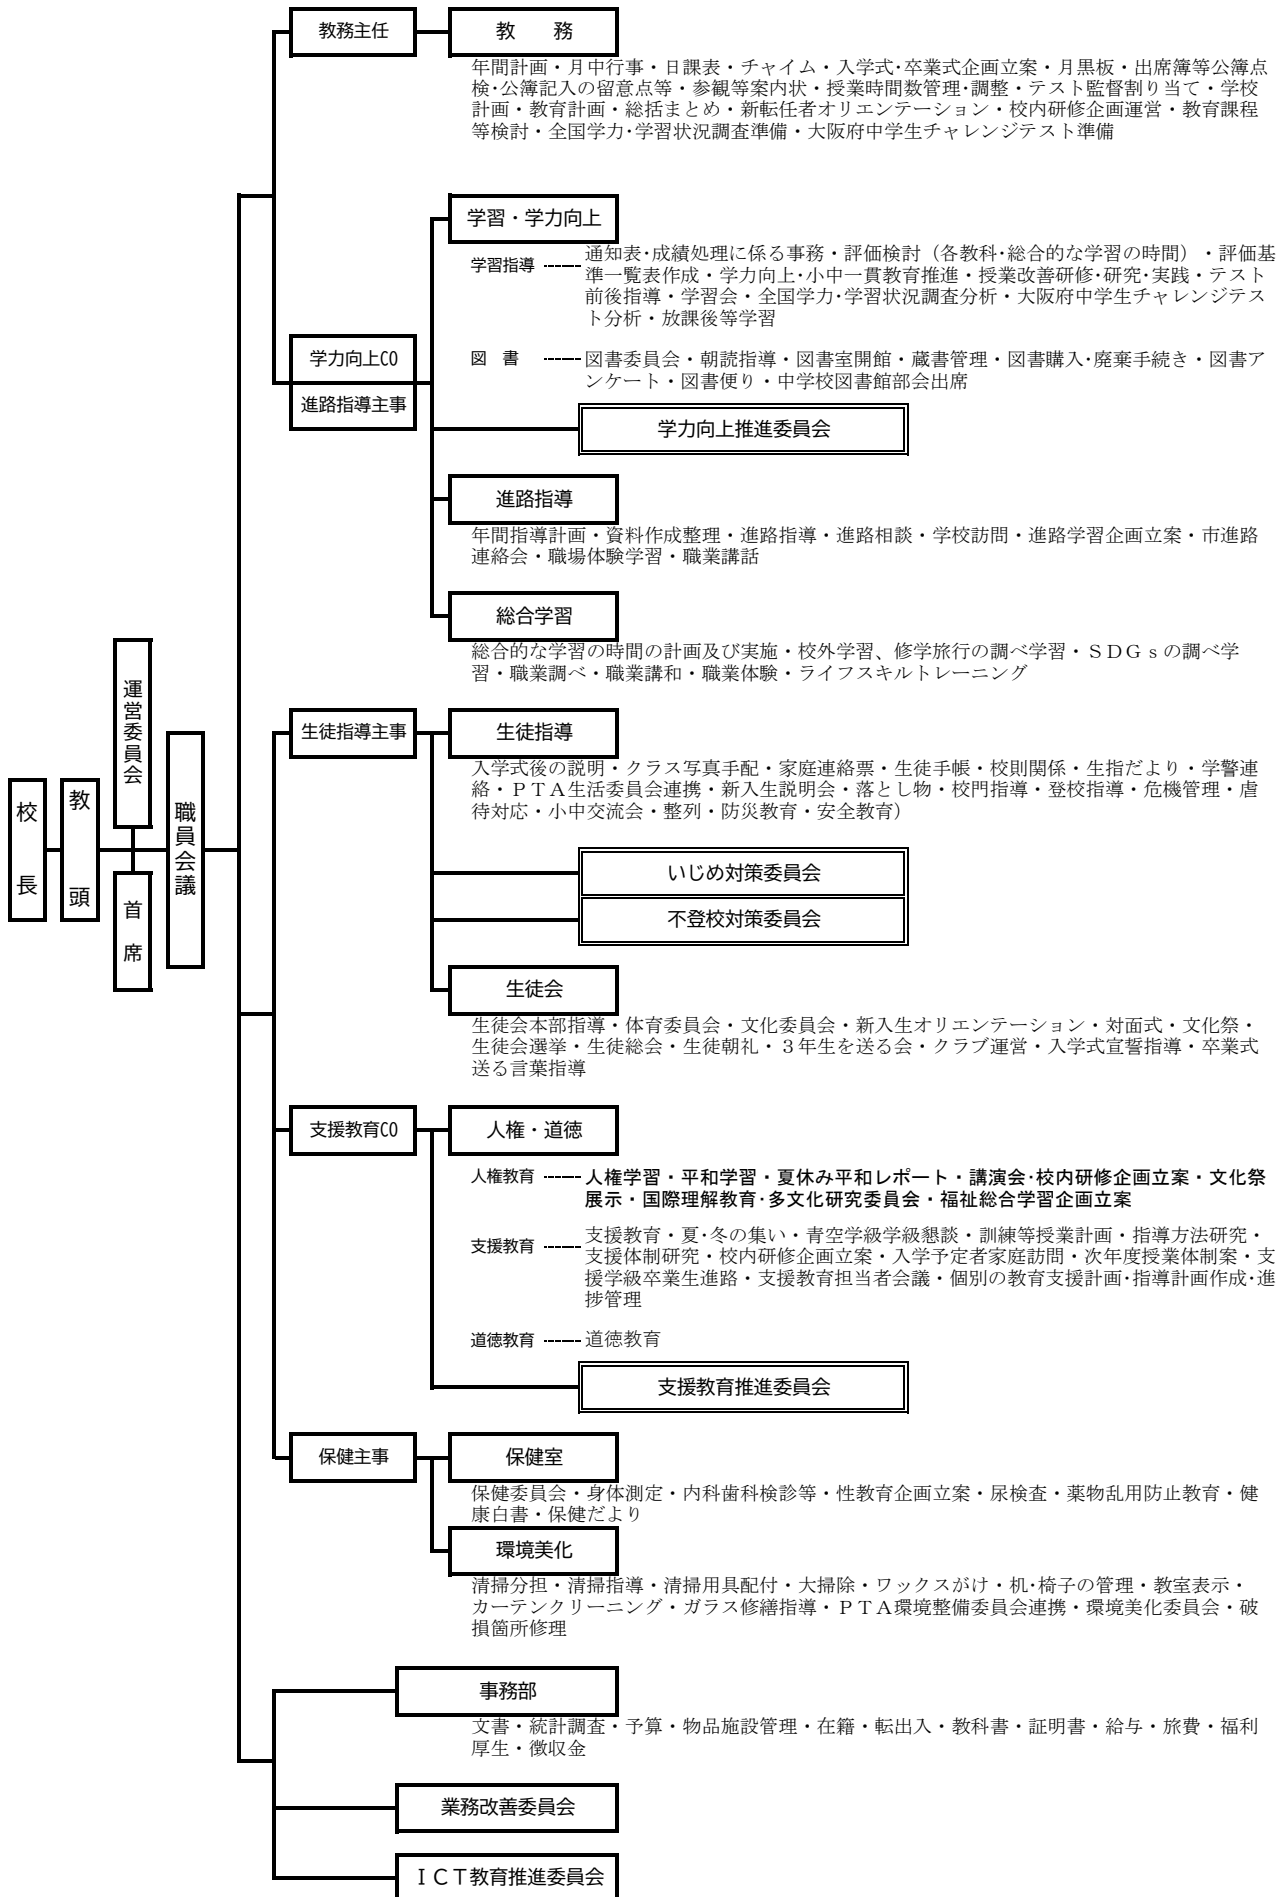 教務主任
教　　務
年間計画・月中行事・日課表・チャイム・入学式･卒業式企画立案・月黒板・出席簿等公簿点
検･公簿記入の留意点等・参観等案内状・授業時間数管理･調整・テスト監督割り当て・学校
計画・教育計画・総括まとめ・新転任者オリエンテーション・校内研修企画運営・教育課程
等検討・全国学力･学習状況調査準備・大阪府中学生チャレンジテスト準備
学習・学力向上
学習指導 ------ 通知表･成績処理に係る事務・評価検討（各教科･総合的な学習の時間）・評価基
準一覧表作成・学力向上･小中一貫教育推進・授業改善研修･研究･実践・テスト
前後指導・学習会・全国学力･学習状況調査分析・大阪府中学生チャレンジテス
ト分析・放課後等学習
学力向上CO
進路指導主事
図　書 ------ 図書委員会・朝読指導・図書室開館・蔵書管理・図書購入･廃棄手続き・図書ア
ンケート・図書便り・中学校図書館部会出席
学力向上推進委員会
進路指導
年間指導計画・資料作成整理・進路指導・進路相談・学校訪問・進路学習企画立案・市進路
連絡会・職場体験学習・職業講話
総合学習
総合的な学習の時間の計画及び実施・校外学習、修学旅行の調べ学習・ＳＤＧｓの調べ学
習・職業調べ・職業講和・職業体験・ライフスキルトレーニング
校長
教頭
運営委員会
首席
職員会議
生徒指導主事
生徒指導
入学式後の説明・クラス写真手配・家庭連絡票・生徒手帳・校則関係・生指だより・学警連
絡・ＰＴＡ生活委員会連携・新入生説明会・落とし物・校門指導・登校指導・危機管理・虐
待対応・小中交流会・整列・防災教育・安全教育）
いじめ対策委員会
不登校対策委員会
生徒会
生徒会本部指導・体育委員会・文化委員会・新入生オリエンテーション・対面式・文化祭・
生徒会選挙・生徒総会・生徒朝礼・３年生を送る会・クラブ運営・入学式宣誓指導・卒業式
送る言葉指導
支援教育CO
人権・道徳
人権教育 ------ 人権学習・平和学習・夏休み平和レポート・講演会･校内研修企画立案・文化祭
展示・国際理解教育･多文化研究委員会・福祉総合学習企画立案
支援教育 ------ 支援教育・夏･冬の集い・青空学級学級懇談・訓練等授業計画・指導方法研究・
支援体制研究・校内研修企画立案・入学予定者家庭訪問・次年度授業体制案・支
援学級卒業生進路・支援教育担当者会議・個別の教育支援計画･指導計画作成･進
捗管理
道徳教育 ------ 道徳教育
支援教育推進委員会
保健主事
保健室
保健委員会・身体測定・内科歯科検診等・性教育企画立案・尿検査・薬物乱用防止教育・健
康白書・保健だより
環境美化
清掃分担・清掃指導・清掃用具配付・大掃除・ワックスがけ・机･椅子の管理・教室表示・
カーテンクリーニング・ガラス修繕指導・ＰＴＡ環境整備委員会連携・環境美化委員会・破
損箇所修理
事務部
文書・統計調査・予算・物品施設管理・在籍・転出入・教科書・証明書・給与・旅費・福利
厚生・徴収金
業務改善委員会
ＩＣＴ教育推進委員会